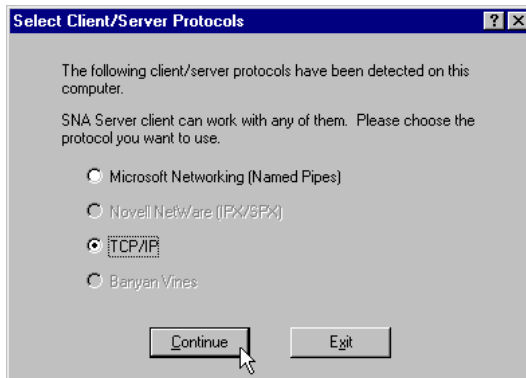 Select Client/Server Protocols
The following client/server protocols have been detected on this
computer.
SNA Server client can work with any of them. Please choose the
protocol you want to use.
Microsoft Networking (Named Pipes)
Novell NetWare (IPX/SPX)
TCP/IP
Banyan Vines
Continue
Exit